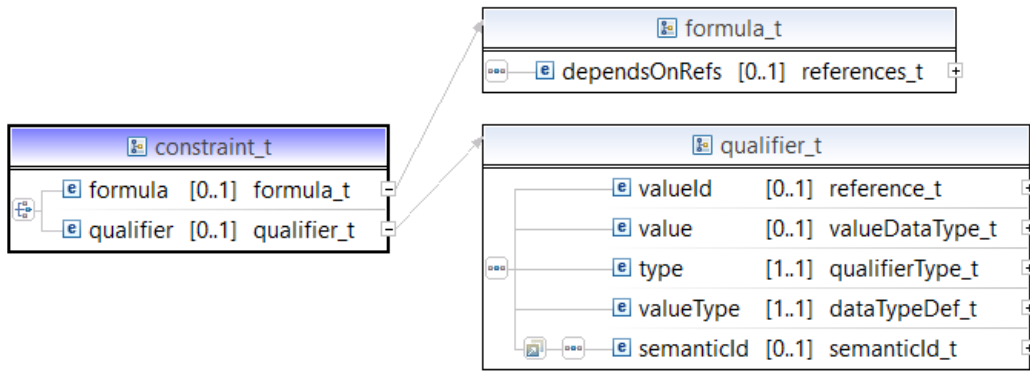 formula_t
dependsOnRefs [0..1] references_t
constraint_t
formula [0..1] formula_t
qualifier [0..1] qualifier_t
qualifier_t
valueId [0..1] reference_t
value [0..1] valueDataType_t
type [1..1] qualifierType_t
valueType [1..1] dataTypeDef_t
semanticId [0..1] semanticId_t